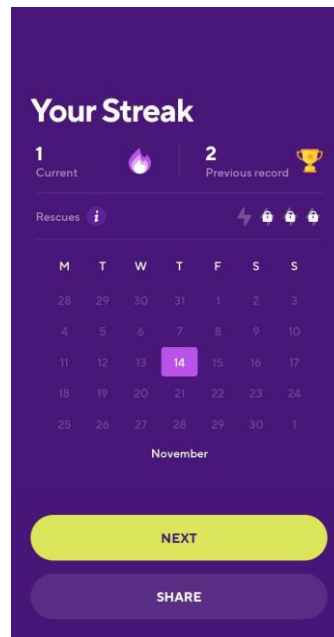 Your Streak
1
Current
2
Previous record
Rescues i
M T W T F S S
28 29 30 31 1 2 3
4 5 6 7 8 9 10
11 12 13 14 15 16 17
18 19 20 21 22 23 24
25 26 27 28 29 30 1
November
NEXT
SHARE